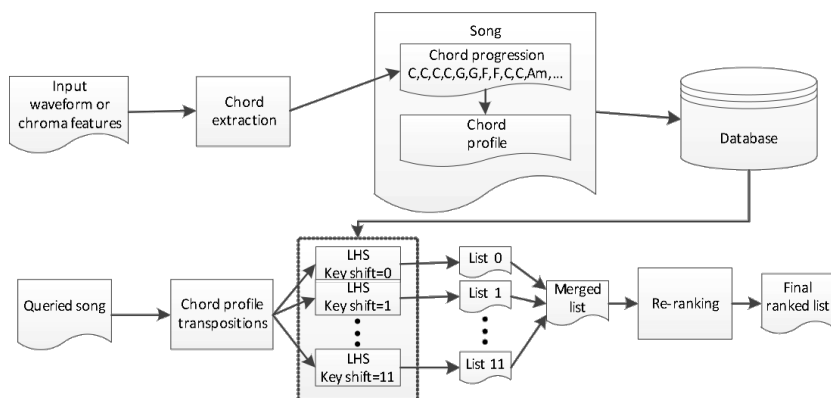 Song
Chord progression
C,C,C,C,G,G,F,F,C,C,Am,...
Input
waveform or
chroma features
Chord
extraction
Chord
profile
Database
LHS
Key shift=0
List 0
LHS
Key shift=1
List 1
Queried song
Chord profile
transpositions
Merged
list
Re-ranking
Final
ranked list
LHS
Key shift=11
List 11